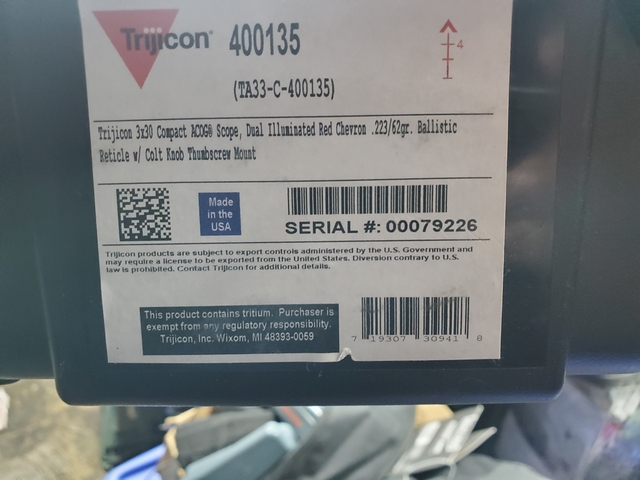 Trijicon® 400135
(TA33-C-400135)
4
Trijicon 3x30 Compact ACOG® Scope, Dual Illuminated Red Chevron .223/62gr. Ballistic
Reticle w/ Colt Knob Thumbscrew Mount
Made
in the
USA
SERIAL #: 00079226
Trijicon products are subject to export controls administered by the U.S. Government and
may require a license to be exported from the United States. Diversion contrary to U.S.
law is prohibited. Contact Trijicon for additional details.
This product contains tritium. Purchaser is
exempt from any regulatory responsibility.
Trijicon, Inc. Wixom, MI 48393-0059
7 19307 30941 8